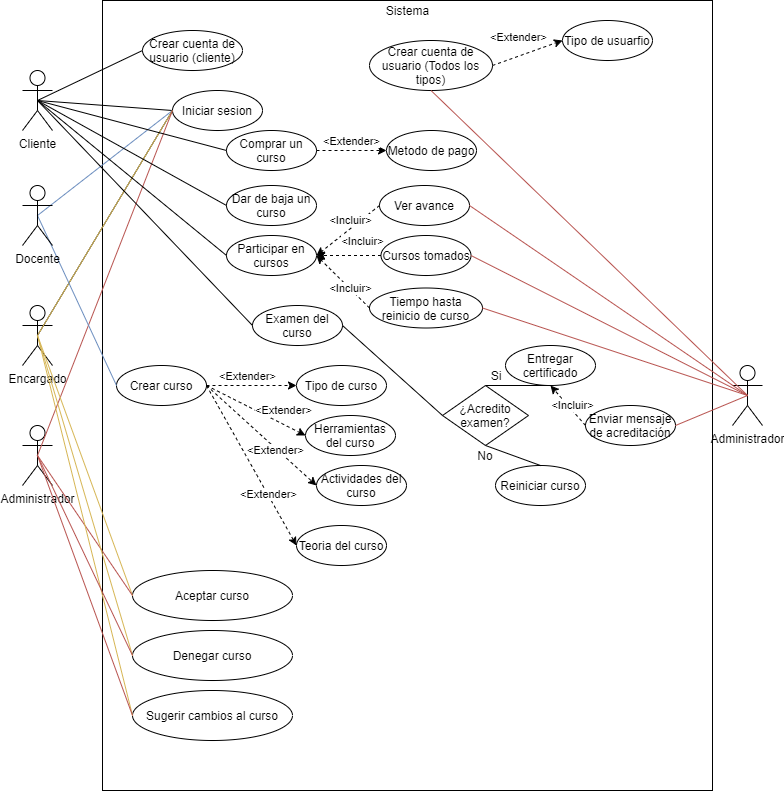 Sistema
Crear cuenta de
usuario (cliente)
Crear cuenta de
usuario (Todos los
tipos)
<Extender>
Tipo de usuarfio
Cliente
Iniciar sesion
Comprar un
curso
<Extender>
Metodo de pago
Dar de baja un
curso
Ver avance
<Incluir>
Docente
Participar en
cursos
<Incluir>
Cursos tomados
<Incluir>
Tiempo hasta
reinicio de curso
Examen del
curso
Encargado
Crear curso
<Extender>
Tipo de curso
Si
Entregar
certificado
<Extender>
Herramientas
del curso
¿Acredito
examen?
<Incluir>
Enviar mensaje
de acreditación
Administrador
<Extender>
Actividades del
curso
No
Reiniciar curso
Administrador
<Extender>
Teoria del curso
Aceptar curso
Denegar curso
Sugerir cambios al curso